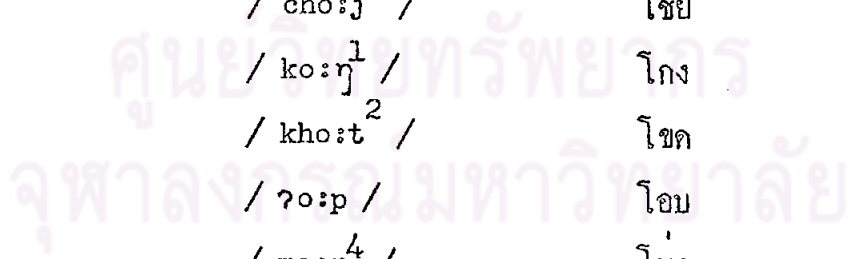 / cho:j / โชย
/ ko:ŋ¹ / โกง
ศูนย์วิทยทรัพยากร
/ kho:t² / โขด
/ ʔo:p / โอบ
จุฬาลงกรณ์มหาวิทยาลัย